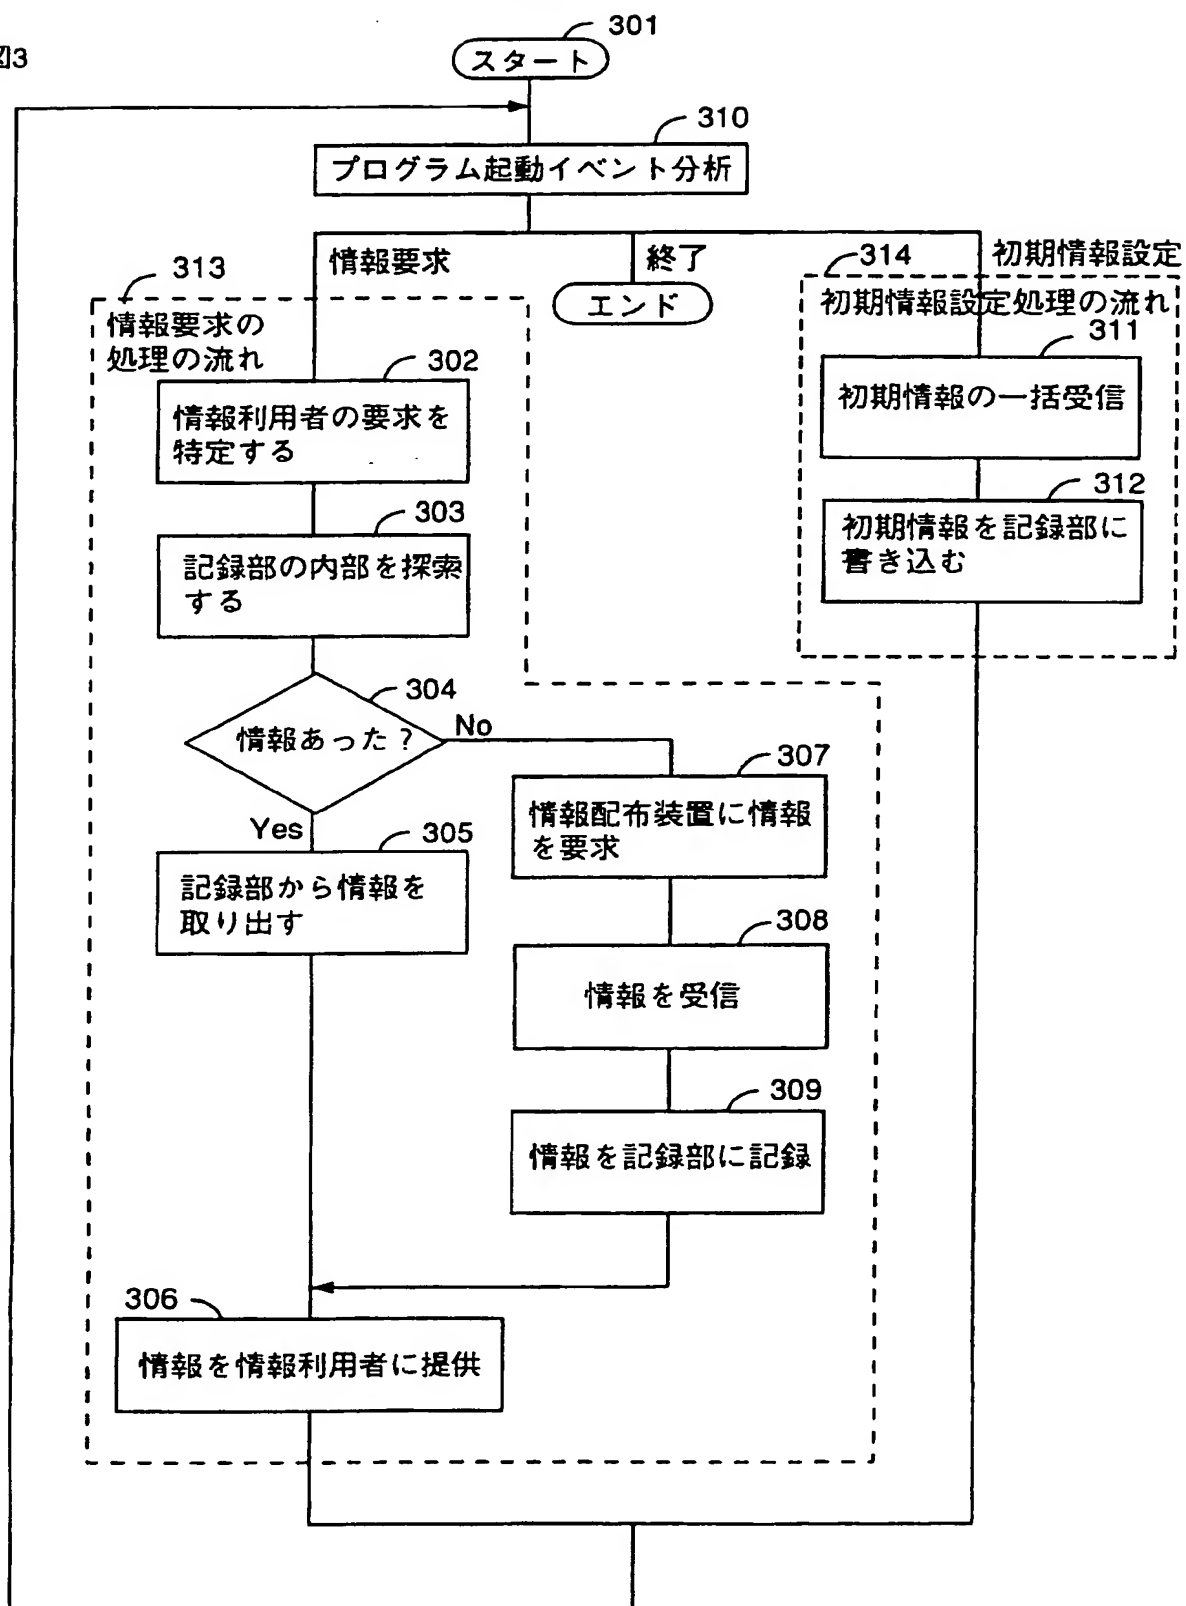 図3
301
スタート
310
プログラム起動イベント分析
情報要求
終了
初期情報設定
エンド
313
情報要求の
処理の流れ
302
情報利用者の要求を
特定する
303
記録部の内部を探索
する
304
情報あった？
No
Yes
305
記録部から情報を
取り出す
307
情報配布装置に情報
を要求
308
情報を受信
309
情報を記録部に記録
306
情報を情報利用者に提供
314
初期情報設定処理の流れ
311
初期情報の一括受信
312
初期情報を記録部に
書き込む